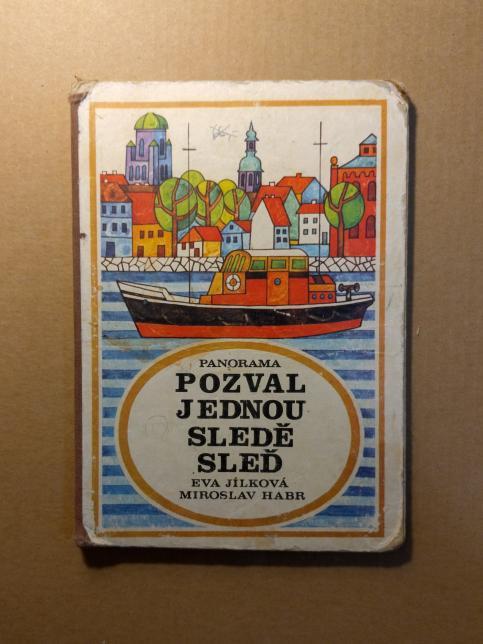 PANORAMA
POZVAL
JEDNOU
SLEDĚ
SLEĎ
EVA JÍLKOVÁ
MIROSLAV HABR